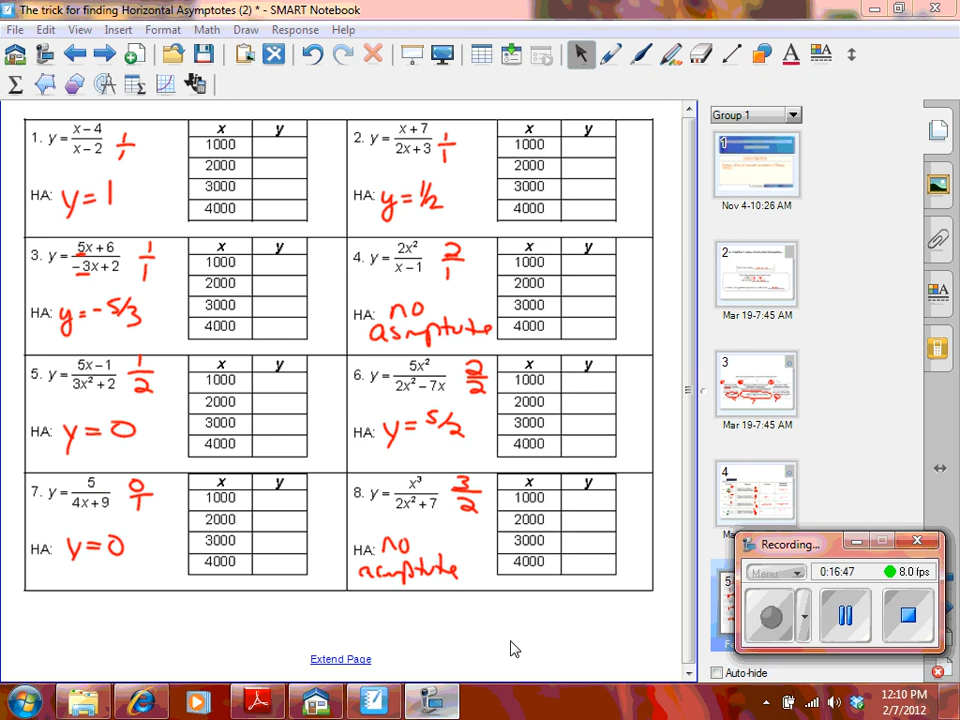 The trick for finding Horizontal Asymptotes (2) * - SMART Notebook
File Edit View Insert Format Math Draw Response Help
1. y = x – 4 / x – 2 1/1
HA: y = 1
x y
1000
2000
3000
4000
2. y = x + 7 / 2x + 3 1/1
HA: y = 1/2
x y
1000
2000
3000
4000
3. y = 5x + 6 / –3x + 2 1/1
HA: y = -5/3
x y
1000
2000
3000
4000
4. y = 2x² / x – 1 2/1
HA: no
asmptute
x y
1000
2000
3000
4000
5. y = 5x – 1 / 3x² + 2 1/2
HA: y = 0
x y
1000
2000
3000
4000
6. y = 5x² / 2x² – 7x 2/2
HA: y = 5/2
x y
1000
2000
3000
4000
7. y = 5 / 4x + 9 0/1
HA: y = 0
x y
1000
2000
3000
4000
8. y = x³ / 2x² + 7 3/2
HA: no
asmptute
x y
1000
2000
3000
4000
Extend Page
Group 1
1
Nov 4-10:26 AM
2
Mar 19-7:45 AM
3
Mar 19-7:45 AM
4
5
Recording...
Menu 0:16:47 8.0 fps
Auto-hide
12:10 PM
2/7/2012